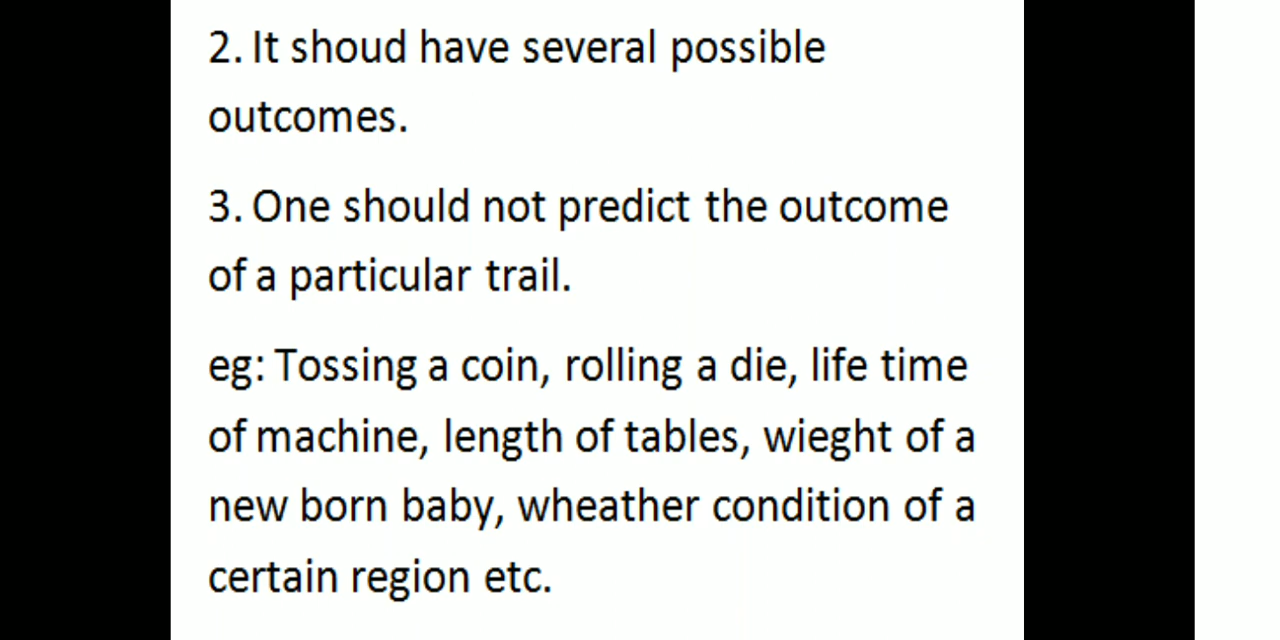 2. It shoud have several possible
outcomes.
3. One should not predict the outcome
of a particular trail.
eg: Tossing a coin, rolling a die, life time
of machine, length of tables, wieght of a
new born baby, wheather condition of a
certain region etc.